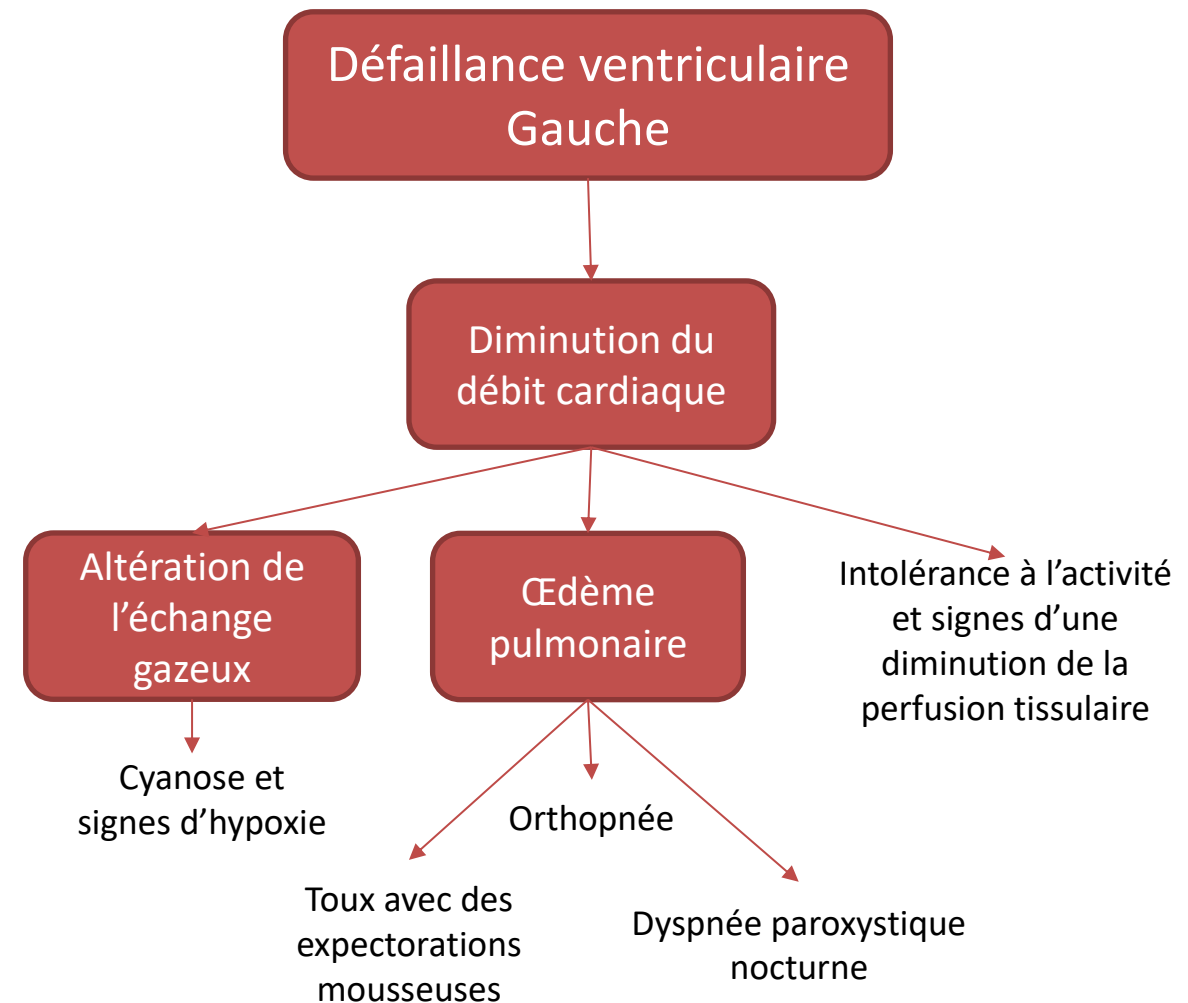 Défaillance ventriculaire
Gauche
Diminution du
débit cardiaque
Altération de
l’échange
gazeux
Œdème
pulmonaire
Intolérance à l’activité
et signes d’une
diminution de la
perfusion tissulaire
Cyanose et
signes d’hypoxie
Orthopnée
Toux avec des
expectorations
mousseuses
Dyspnée paroxystique
nocturne